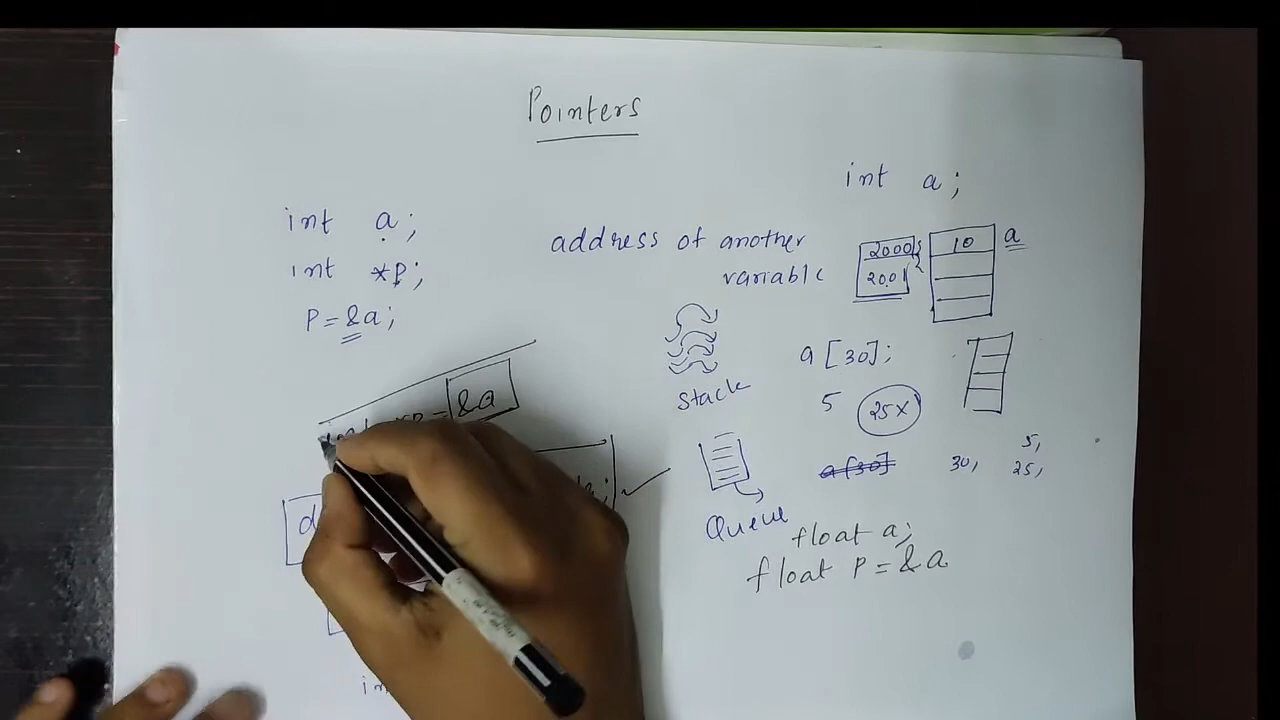 Pointers
int a;
int *P;
P = &a;
address of another
variable
int a;
2000
2001
10
a
Stack
a[30];
5
25x
a[30]
30,
5,
25,
Queue
float a;
float P = &a
= &a